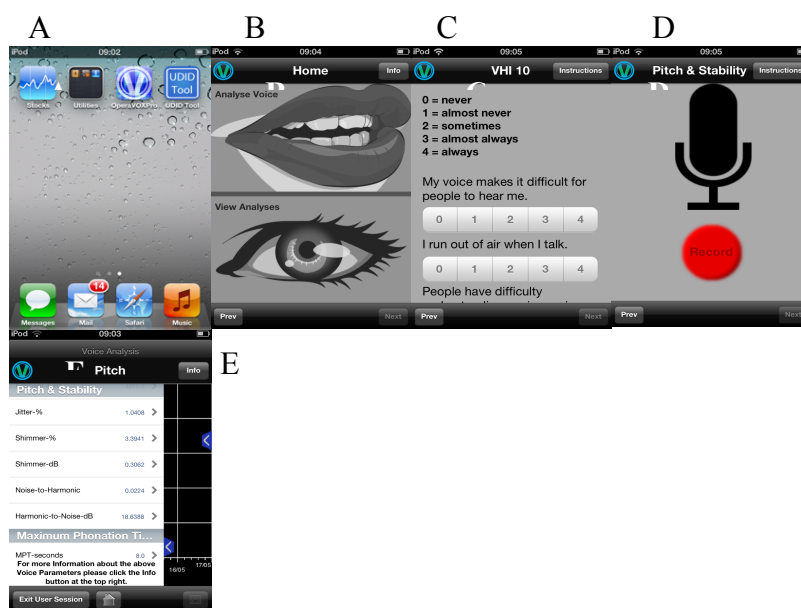 A
B
C
D
iPod 09:02
Stocks Utilities OperaVOXPro UDID Tool
UDID
Tool
14
Messages Mail Safari Music
iPod 09:04
Home Info
Analyse Voice
View Analyses
Prev Next
iPod 09:05
VHI 10 Instructions
0 = never
1 = almost never
2 = sometimes
3 = almost always
4 = always
My voice makes it difficult for
people to hear me.
0 1 2 3 4
I run out of air when I talk.
0 1 2 3 4
People have difficulty
Prev Next
iPod 09:05
Pitch & Stability Instructions
Record
Prev
E
iPod 09:03
Voice Analysis
Pitch Info
Pitch & Stability
Jitter-% 1.0408
Shimmer-% 3.3941
Shimmer-dB 0.3062
Noise-to-Harmonic 0.0224
Harmonic-to-Noise-dB 18.6388
Maximum Phonation Ti...
MPT-seconds 8.0
16/05 17/05
For more Information about the above
Voice Parameters please click the Info
button at the top right.
Exit User Session